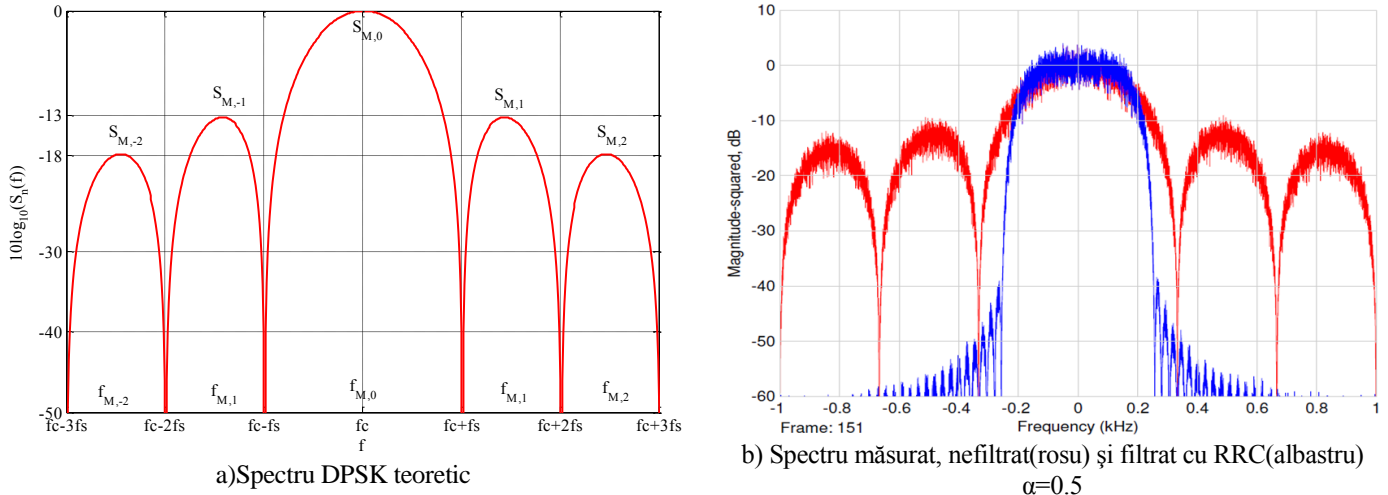 0
-13
-18
-30
-40
-50
10log10(Sn(f))
SM,0
SM,-1
SM,1
SM,-2
SM,2
fM,-2
fM,1
fM,0
fM,1
fM,2
fc-3fs
fc-2fs
fc-fs
fc
fc+fs
fc+2fs
fc+3fs
f
a)Spectru DPSK teoretic
10
0
-10
-20
-30
-40
-50
-60
Magnitude-squared, dB
-1
-0.8
-0.6
-0.4
-0.2
0
0.2
0.4
0.6
0.8
1
Frame: 151
Frequency (kHz)
b) Spectru măsurat, nefiltrat(rosu) şi filtrat cu RRC(albastru)
α=0.5